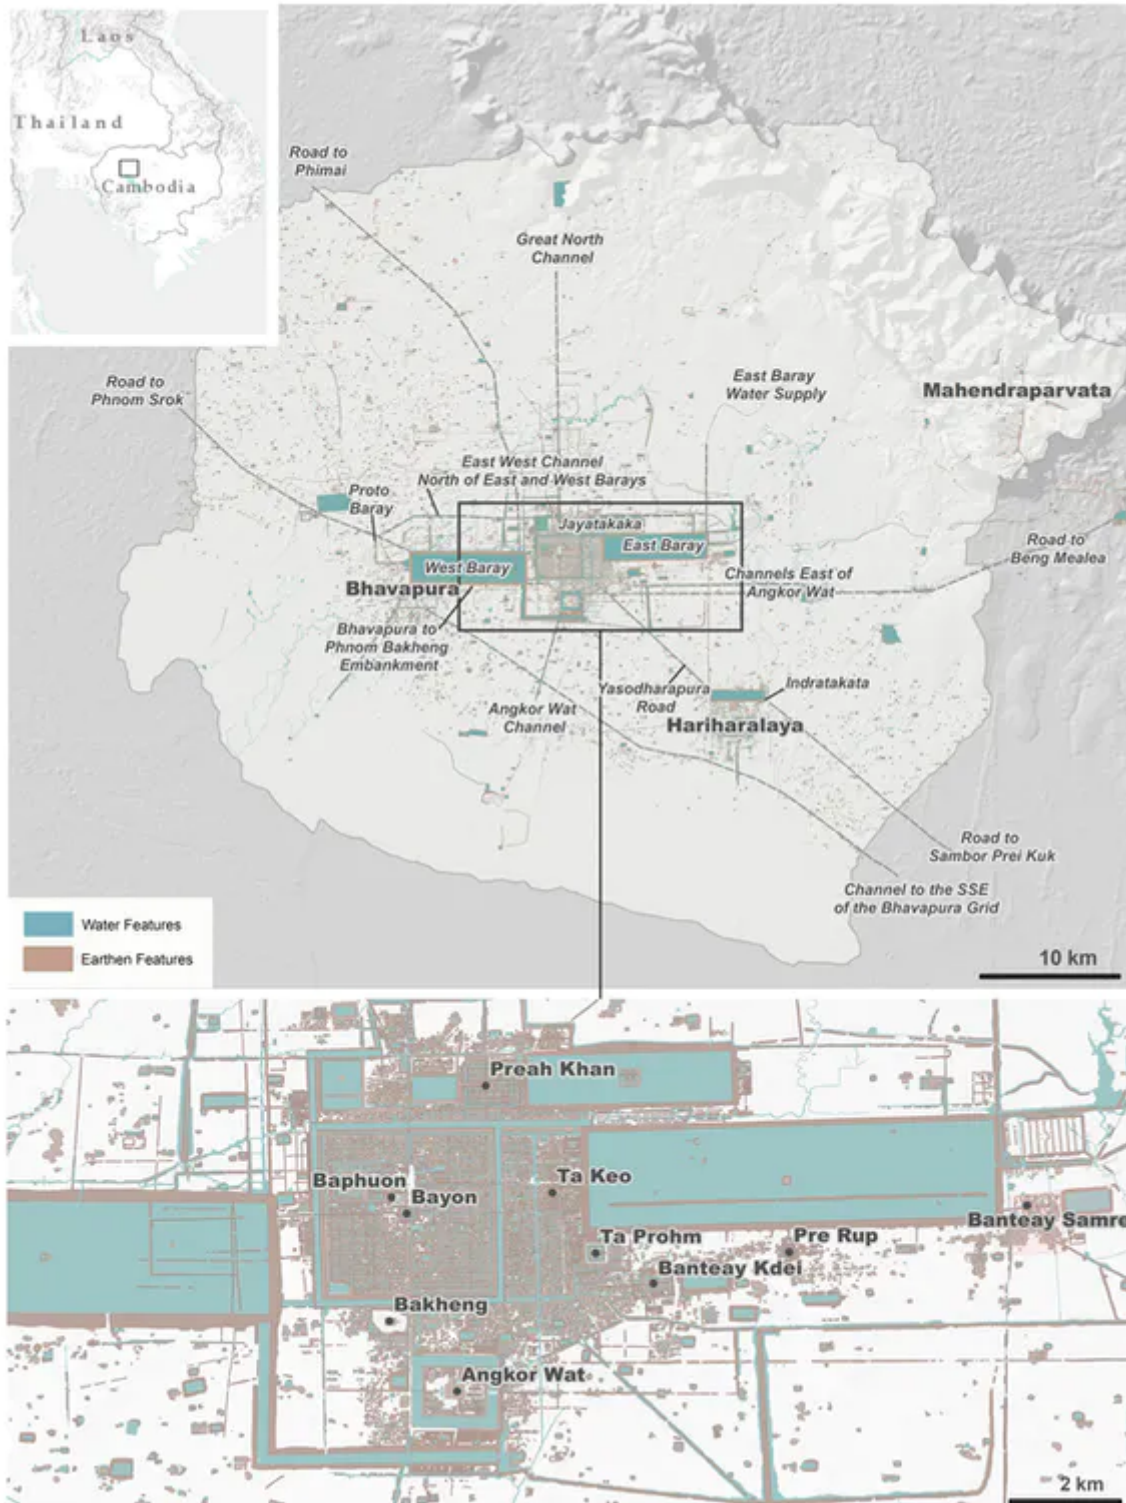 Laos
Thailand
Cambodia
Road to
Phimai
Great North
Channel
Road to
Phnom Srok
East Baray
Water Supply
Mahendraparvata
East West Channel
North of East and West Barays
Proto
Baray
Jayatakaka
East Baray
West Baray
Road to
Beng Mealea
Channels East of
Angkor Wat
Bhavapura
Bhavapura to
Phnom Bakheng
Embankment
Yasodharapura
Road
Indratakata
Angkor Wat
Channel
Hariharalaya
Road to
Sambor Prei Kuk
Channel to the SSE
of the Bhavapura Grid
Water Features
Earthen Features
10 km
Preah Khan
Baphuon
Bayon
Ta Keo
Ta Prohm
Pre Rup
Banteay Samre
Banteay Kdei
Bakheng
Angkor Wat
2 km